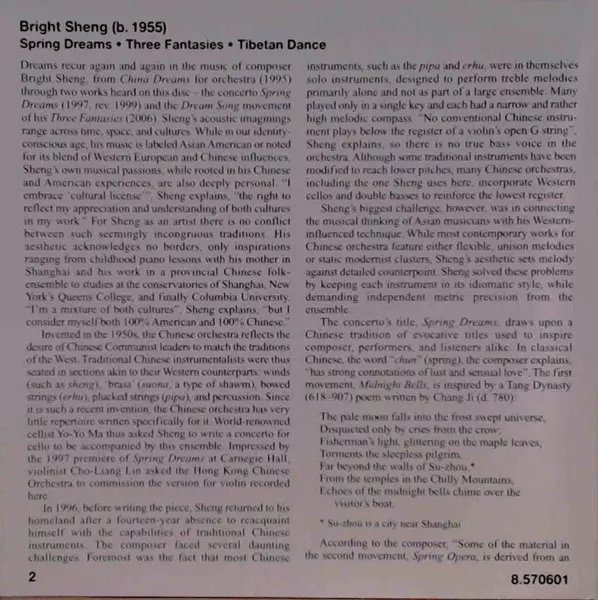 Bright Sheng (b. 1955)
Spring Dreams • Three Fantasies • Tibetan Dance
Dreams recur again and again in the music of composer
Bright Sheng, from China Dreams for orchestra (1995)
through two works heard on this disc – the concerto Spring
Dreams (1997, rev. 1999) and the Dream Song movement
of his Three Fantasies (2006). Sheng's acoustic imaginings
range across time, space, and cultures. While in our identity-
conscious age, his music is labeled Asian American or noted
for its blend of Western European and Chinese influences,
Sheng's own musical passions, while rooted in his Chinese
and American experiences, are also deeply personal. "I
embrace 'cultural license'", Sheng explains, "the right to
reflect my appreciation and understanding of both cultures
in my work." For Sheng as an artist there is no conflict
between such seemingly incongruous traditions. His
aesthetic acknowledges no borders, only inspirations
ranging from childhood piano lessons with his mother in
Shanghai and his work in a provincial Chinese folk-
ensemble to studies at the conservatories of Shanghai, New
York's Queens College, and finally Columbia University.
"I'm a mixture of both cultures", Sheng explains, "but I
consider myself both 100% American and 100% Chinese."
Invented in the 1950s, the Chinese orchestra reflects the
desire of Chinese Communist leaders to match the traditions
of the West. Traditional Chinese instrumentalists were thus
seated in sections akin to their Western counterparts: winds
(such as sheng), 'brass' (suona, a type of shawm), bowed
strings (erhu), plucked strings (pipa), and percussion. Since
it is such a recent invention, the Chinese orchestra has very
little repertoire written specifically for it. World-renowned
cellist Yo-Yo Ma thus asked Sheng to write a concerto for
cello to be accompanied by this ensemble. Impressed by
the 1997 premiere of Spring Dreams at Carnegie Hall,
violinist Cho-Liang Lin asked the Hong Kong Chinese
Orchestra to commission the version for violin recorded
here.
In 1996, before writing the piece, Sheng returned to his
homeland after a fourteen-year absence to reacquaint
himself with the capabilities of traditional Chinese
instruments. The composer faced several daunting
challenges. Foremost was the fact that most Chinese
instruments, such as the pipa and erhu, were in themselves
solo instruments, designed to perform treble melodies
primarily alone and not as part of a large ensemble. Many
played only in a single key and each had a narrow and rather
high melodic compass. "No conventional Chinese instru-
ment plays below the register of a violin's open G string",
Sheng explains, so there is no true bass voice in the
orchestra. Although some traditional instruments have been
modified to reach lower pitches, many Chinese orchestras,
including the one Sheng uses here, incorporate Western
cellos and double basses to reinforce the lowest register.
Sheng's biggest challenge, however, was in connecting
the musical thinking of Asian musicians with his Western-
influenced technique. While most contemporary works for
Chinese orchestra feature either flexible, unison melodies
or static modernist clusters, Sheng's aesthetic sets melody
against detailed counterpoint. Sheng solved these problems
by keeping each instrument in its idiomatic style, while
demanding independent metric precision from the
ensemble.
The concerto's title, Spring Dreams, draws upon a
Chinese tradition of evocative titles used to inspire
composer, performers, and listeners alike. In classical
Chinese, the word "chun" (spring), the composer explains,
"has strong connotations of lust and sensual love". The first
movement, Midnight Bells, is inspired by a Tang Dynasty
(618–907) poem written by Chang Ji (d. 780):
The pale moon falls into the frost swept universe,
Disquieted only by cries from the crow;
Fisherman's light, glittering on the maple leaves,
Torments the sleepless pilgrim.
Far beyond the walls of Su-zhou,*
From the temples in the Chilly Mountains,
Echoes of the midnight bells chime over the
visitor's boat.
* Su-zhou is a city near Shanghai
According to the composer, "Some of the material in
the second movement, Spring Opera, is derived from an
2
8.570601